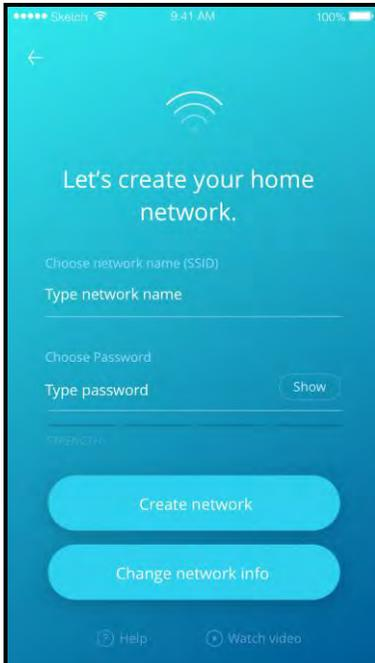 Sketch 9:41 AM 100%
Let's create your home
network.
Choose network name (SSID)
Type network name
Choose Password
Type password Show
STRENGTH:
Create network
Change network info
? Help Watch video